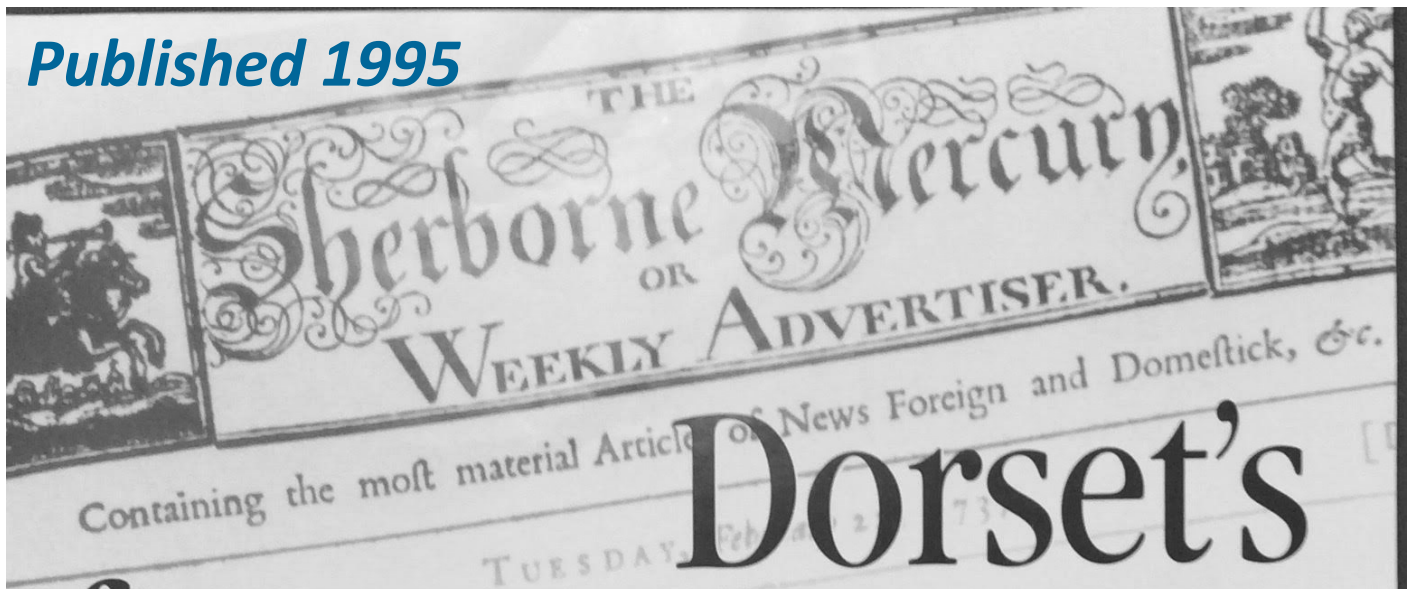 Published 1995
THE
Sherborne Mercury
OR
WEEKLY ADVERTISER.
Containing the moſt material Article of News Foreign and Domeſtick, &c.
TUESDAY,
Dorset's